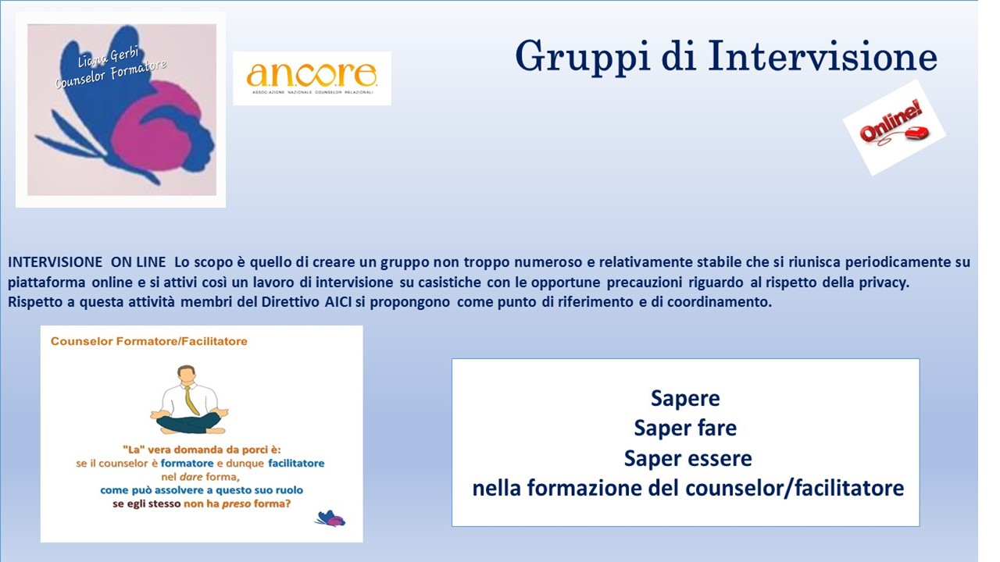 Liana Gerbi
Counselor Formatore
a.n.co.re.
ASSOCIAZIONE NAZIONALE COUNSELOR RELAZIONALI
Gruppi di Intervisione
Online!
INTERVISIONE ON LINE Lo scopo è quello di creare un gruppo non troppo numeroso e relativamente stabile che si riunisca periodicamente su
piattaforma online e si attivi così un lavoro di intervisione su casistiche con le opportune precauzioni riguardo al rispetto della privacy.
Rispetto a questa attività membri del Direttivo AICI si propongono come punto di riferimento e di coordinamento.
Counselor Formatore/Facilitatore
"La" vera domanda da porci è:
se il counselor è formatore e dunque facilitatore
nel dare forma,
come può assolvere a questo suo ruolo
se egli stesso non ha preso forma?
Sapere
Saper fare
Saper essere
nella formazione del counselor/facilitatore